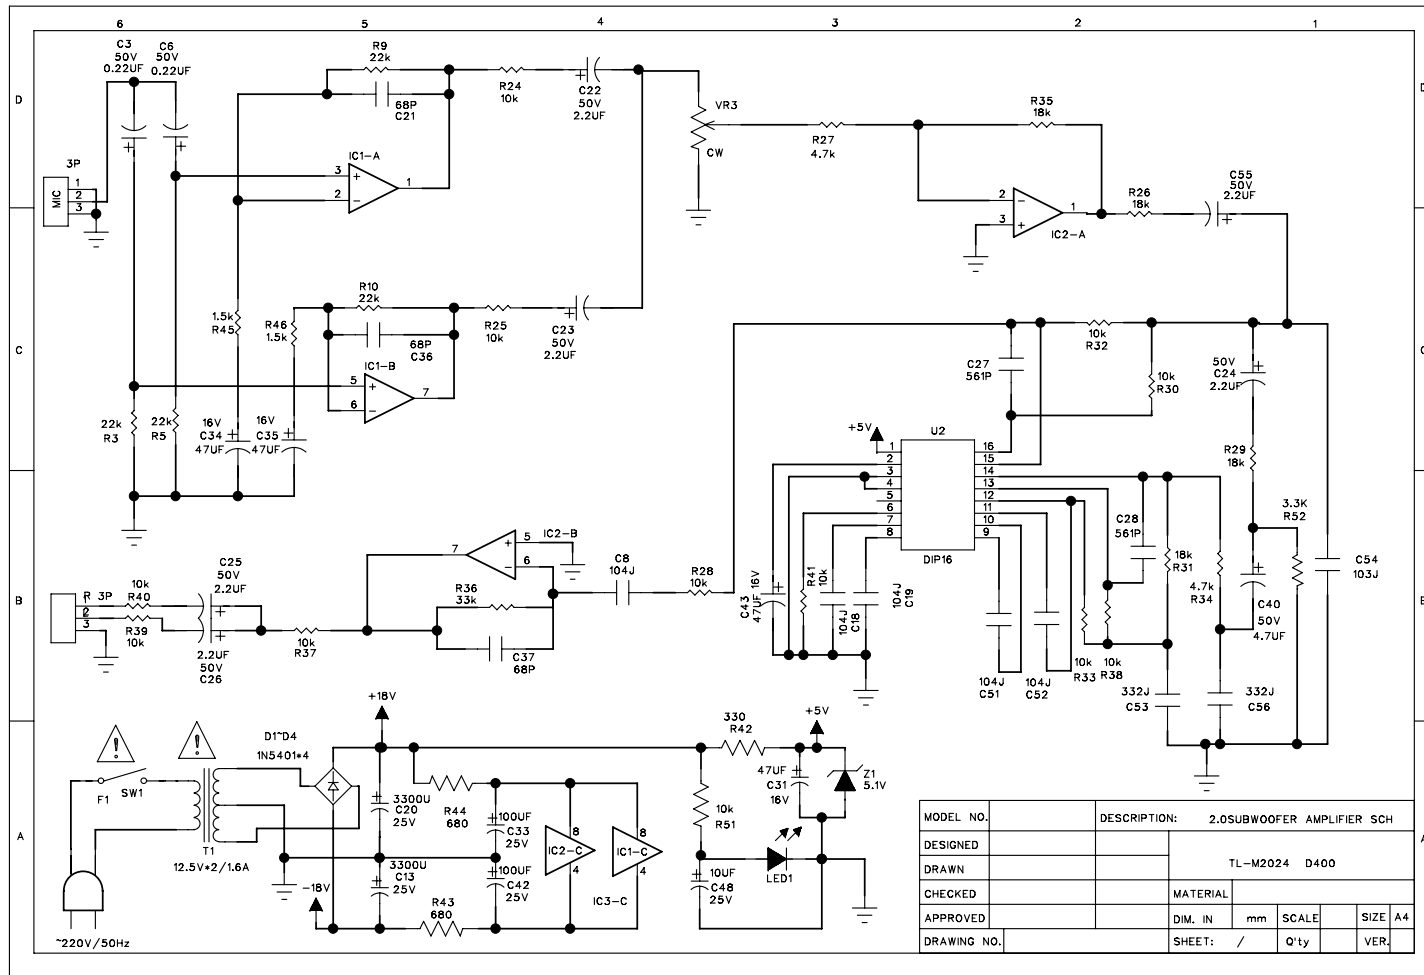 6 5 4 3 2 1
D
C
B
A
C3
50V
0.22UF
C6
50V
0.22UF
3P
MIC
1
2
3
R9
22k
68P
C21
3
2
IC1-A
1
R24
10k
C22
50V
2.2UF
VR3
CW
R27
4.7k
R35
18k
2
3
1
IC2-A
R26
18k
C55
50V
2.2UF
1.5k
R45
R46
1.5k
R10
22k
68P
C36
IC1-B
5
6
7
R25
10k
C23
50V
2.2UF
22k
R3
22k
R5
16V
C34
47UF
16V
C35
47UF
C27
561P
10k
R32
10k
R30
50V
C24
2.2UF
R29
18k
3.3K
R52
C54
103J
+5V
U2
1
2
3
4
5
6
7
8
16
15
14
13
12
11
10
9
DIP16
C28
561P
18k
R31
4.7k
R34
C40
50V
4.7UF
C43
47UF 16V
R41
10k
104J
C18
104J
C19
104J
C51
104J
C52
10k
R33
10k
R38
332J
C53
332J
C56
R 3P
1
2
3
10k
R40
R39
10k
C25
50V
2.2UF
2.2UF
50V
C26
10k
R37
7
5
6
IC2-B
R36
33k
C37
68P
C8
104J
R28
10k
F1
SW1
~220V/50Hz
T1
12.5V*2/1.6A
D1~D4
1N5401*4
+18V
3300U
C20
25V
3300U
C13
25V
-18V
R44
680
R43
680
100UF
C33
25V
100UF
C42
25V
IC2-C
8
4
IC1-C
8
4
IC3-C
330
R42
+5V
47UF
C31
16V
Z1
5.1V
10k
R51
10UF
C48
25V
LED1
MODEL NO. DESCRIPTION: 2.0SUBWOOFER AMPLIFIER SCH
DESIGNED
DRAWN
TL-M2024 D400
CHECKED MATERIAL
APPROVED DIM. IN mm SCALE SIZE A4
DRAWING NO. SHEET: / Q'ty VER.